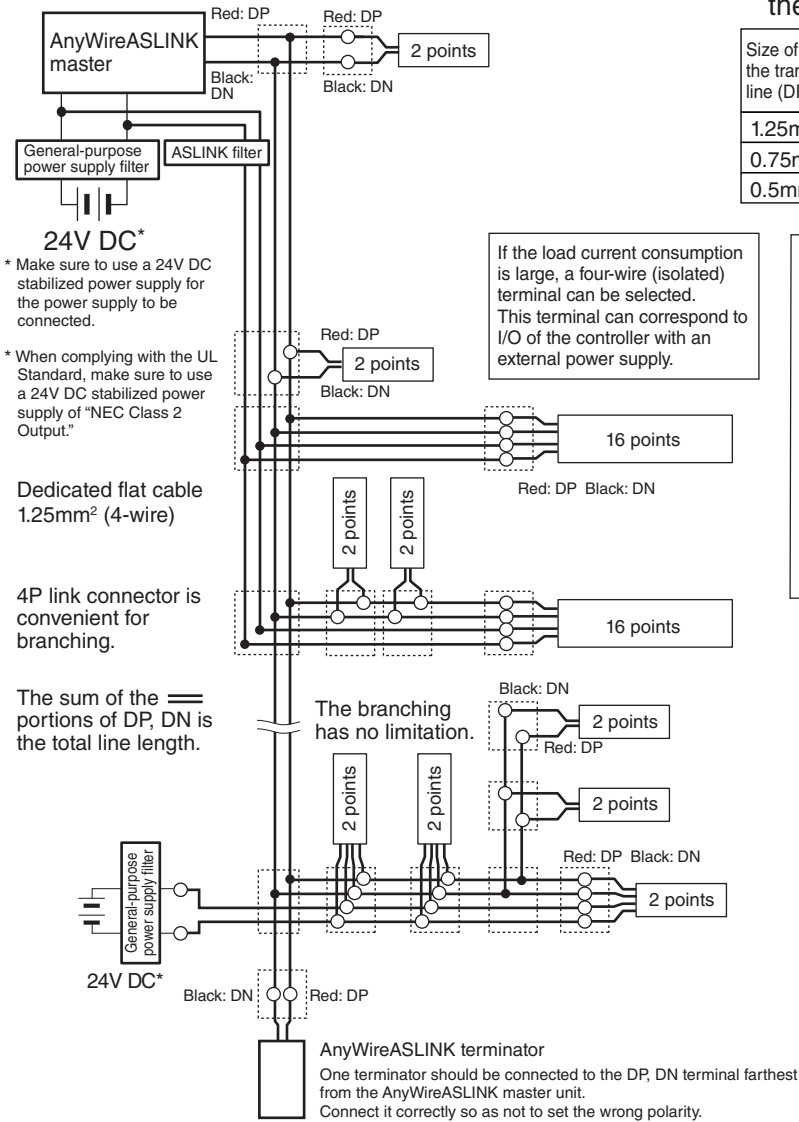 Red: DP
Red: DP
the
AnyWireASLINK
master
2 points
Black:
DN
Black: DN
Size of
the tran
line (DP
1.25m
0.75m
0.5mm
General-purpose
power supply filter
ASLINK filter
24V DC*
* Make sure to use a 24V DC
stabilized power supply for
the power supply to be
connected.
* When complying with the UL
Standard, make sure to use
a 24V DC stabilized power
supply of “NEC Class 2
Output.”
If the load current consumption
is large, a four-wire (isolated)
terminal can be selected.
This terminal can correspond to
I/O of the controller with an
external power supply.
Red: DP
2 points
Black: DN
16 points
Red: DP Black: DN
Dedicated flat cable
1.25mm² (4-wire)
2 points
2 points
4P link connector is
convenient for
branching.
16 points
The sum of the
portions of DP, DN is
the total line length.
The branching
has no limitation.
Black: DN
2 points
Red: DP
2 points
2 points
2 points
Red: DP Black: DN
2 points
General-purpose
power supply filter
24V DC*
Black: DN
Red: DP
AnyWireASLINK terminator
One terminator should be connected to the DP, DN terminal farthest
from the AnyWireASLINK master unit.
Connect it correctly so as not to set the wrong polarity.